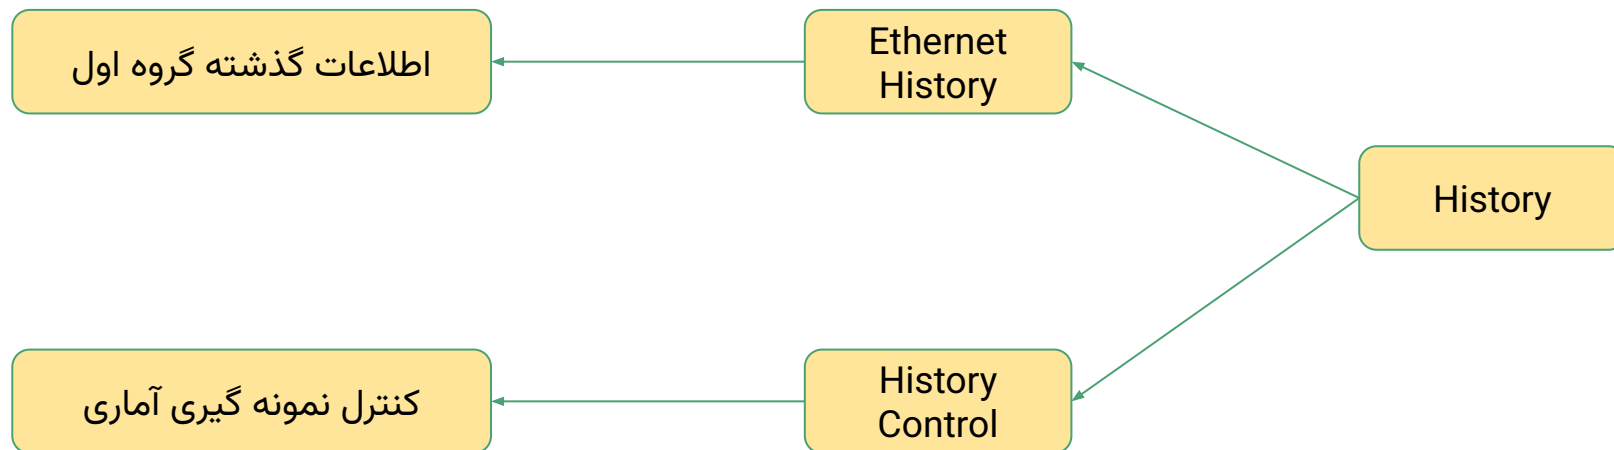 اطلاعات گذشته گروه اول
Ethernet
History
History
کنترل نمونه گیری آماری
History
Control